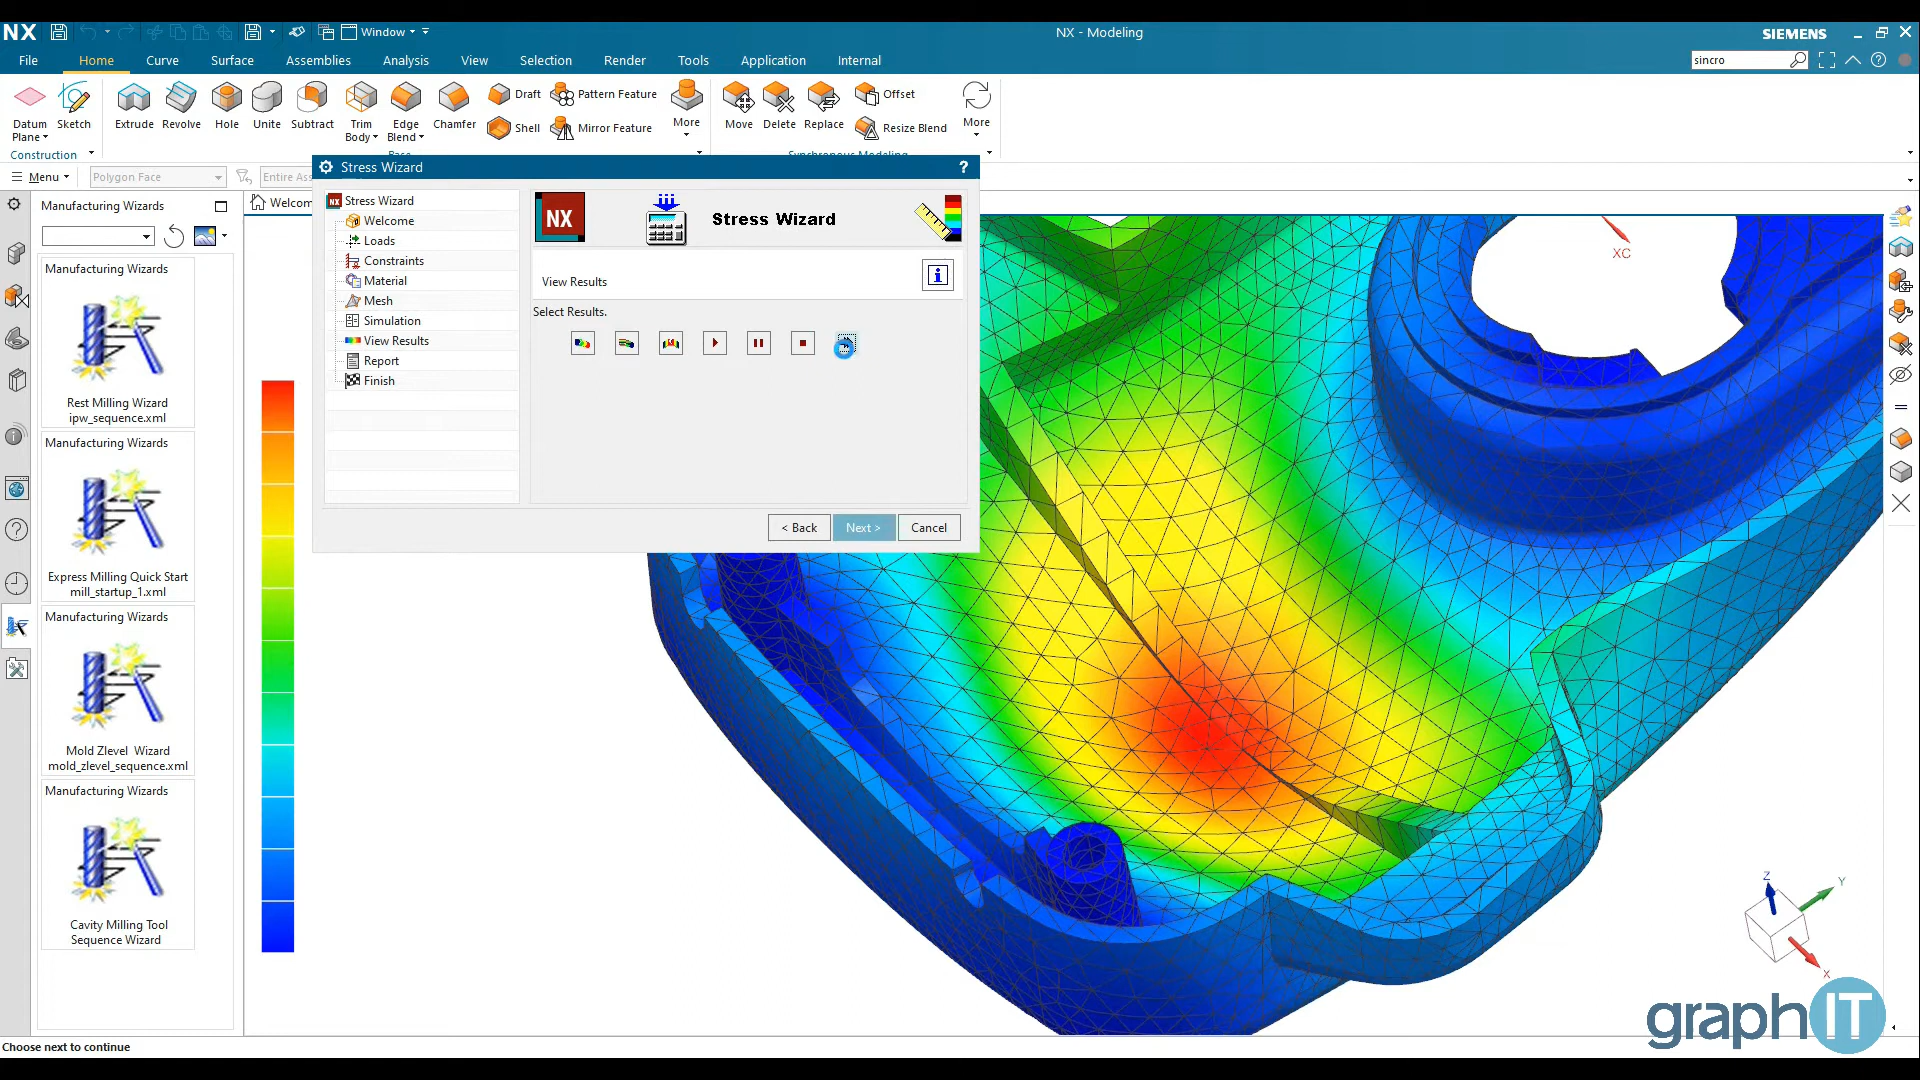 NX
Window
NX - Modeling
SIEMENS
File
Home
Curve
Surface
Assemblies
Analysis
View
Selection
Render
Tools
Application
Internal
sincro
Datum
Plane
Sketch
Extrude
Revolve
Hole
Unite
Subtract
Trim
Body
Edge
Blend
Chamfer
Draft
Shell
Pattern Feature
Mirror Feature
More
Move
Delete
Replace
Offset
Resize Blend
More
Construction
Base
Synchronous Modeling
Menu
Polygon Face
Entire Ass
Manufacturing Wizards
Welcom
Manufacturing Wizards
Rest Milling Wizard
ipw_sequence.xml
Manufacturing Wizards
Express Milling Quick Start
mill_startup_1.xml
Manufacturing Wizards
Mold Zlevel Wizard
mold_zlevel_sequence.xml
Manufacturing Wizards
Cavity Milling Tool
Sequence Wizard
Stress Wizard
?
NX Stress Wizard
Welcome
Loads
Constraints
Material
Mesh
Simulation
View Results
Report
Finish
NX
Stress Wizard
View Results
i
Select Results.
< Back
Next >
Cancel
XC
Z
Y
X
graphIT
Choose next to continue